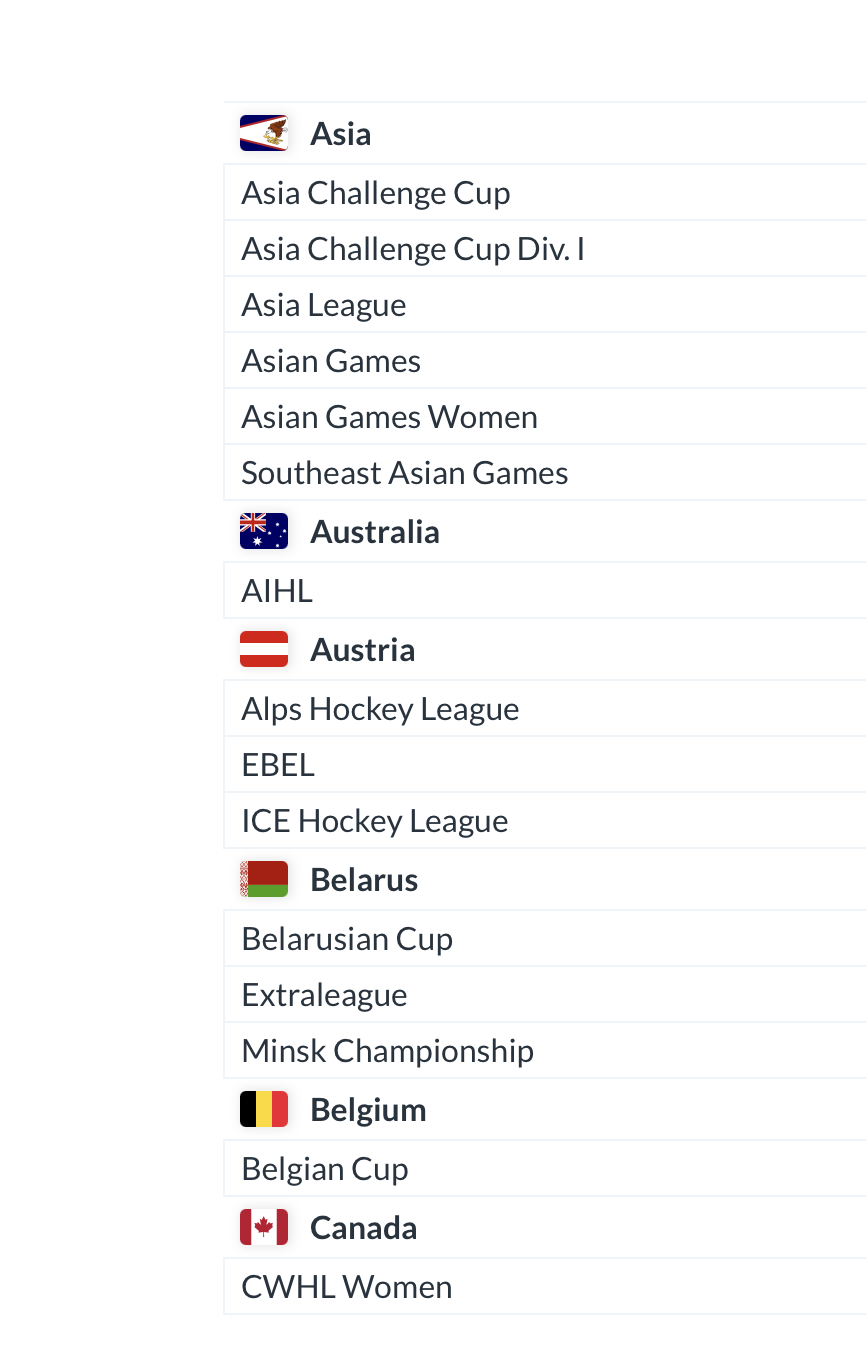 Asia
Asia Challenge Cup
Asia Challenge Cup Div. I
Asia League
Asian Games
Asian Games Women
Southeast Asian Games
Australia
AIHL
Austria
Alps Hockey League
EBEL
ICE Hockey League
Belarus
Belarusian Cup
Extraleague
Minsk Championship
Belgium
Belgian Cup
Canada
CWHL Women